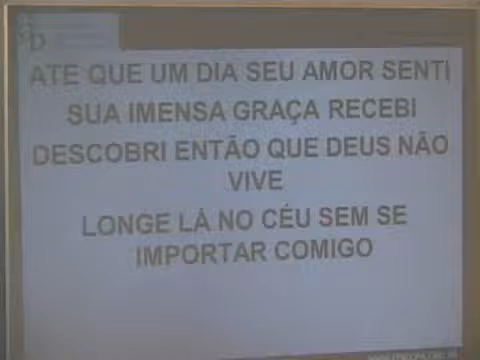 ATE QUE UM DIA SEU AMOR SENTI
SUA IMENSA GRAÇA RECEBI
DESCOBRI ENTÃO QUE DEUS NÃO
VIVE
LONGE LÁ NO CÉU SEM SE
IMPORTAR COMIGO